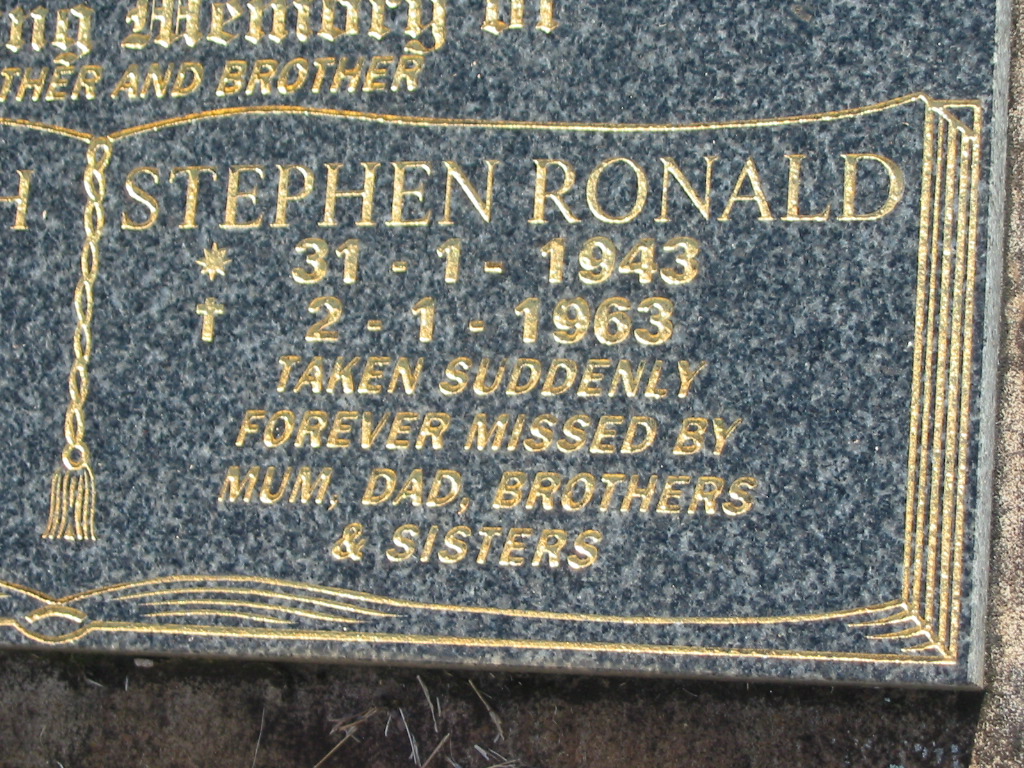 Memory of
AND BROTHER
STEPHEN RONALD
* 31 - 1 - 1943
† 2 - 1 - 1963
TAKEN SUDDENLY
FOREVER MISSED BY
MUM, DAD, BROTHERS
& SISTERS